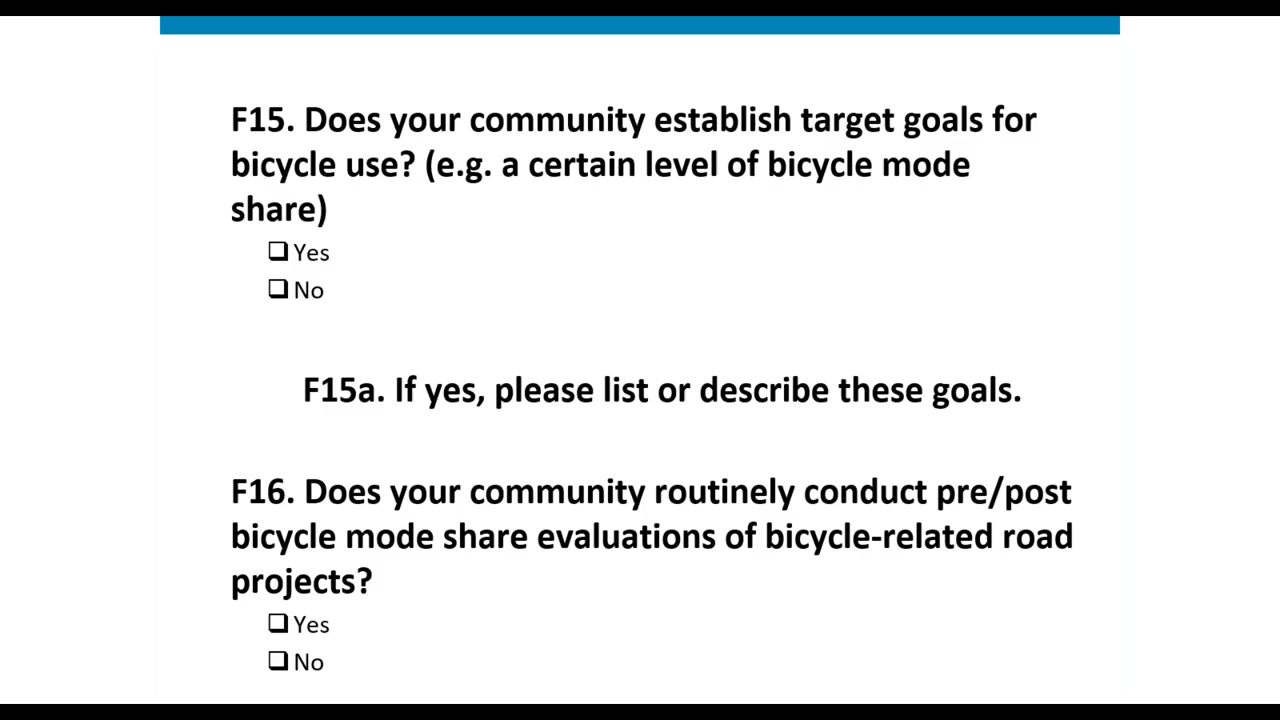 F15. Does your community establish target goals for
bicycle use? (e.g. a certain level of bicycle mode
share)
❑ Yes
❑ No
F15a. If yes, please list or describe these goals.
F16. Does your community routinely conduct pre/post
bicycle mode share evaluations of bicycle-related road
projects?
❑ Yes
❑ No